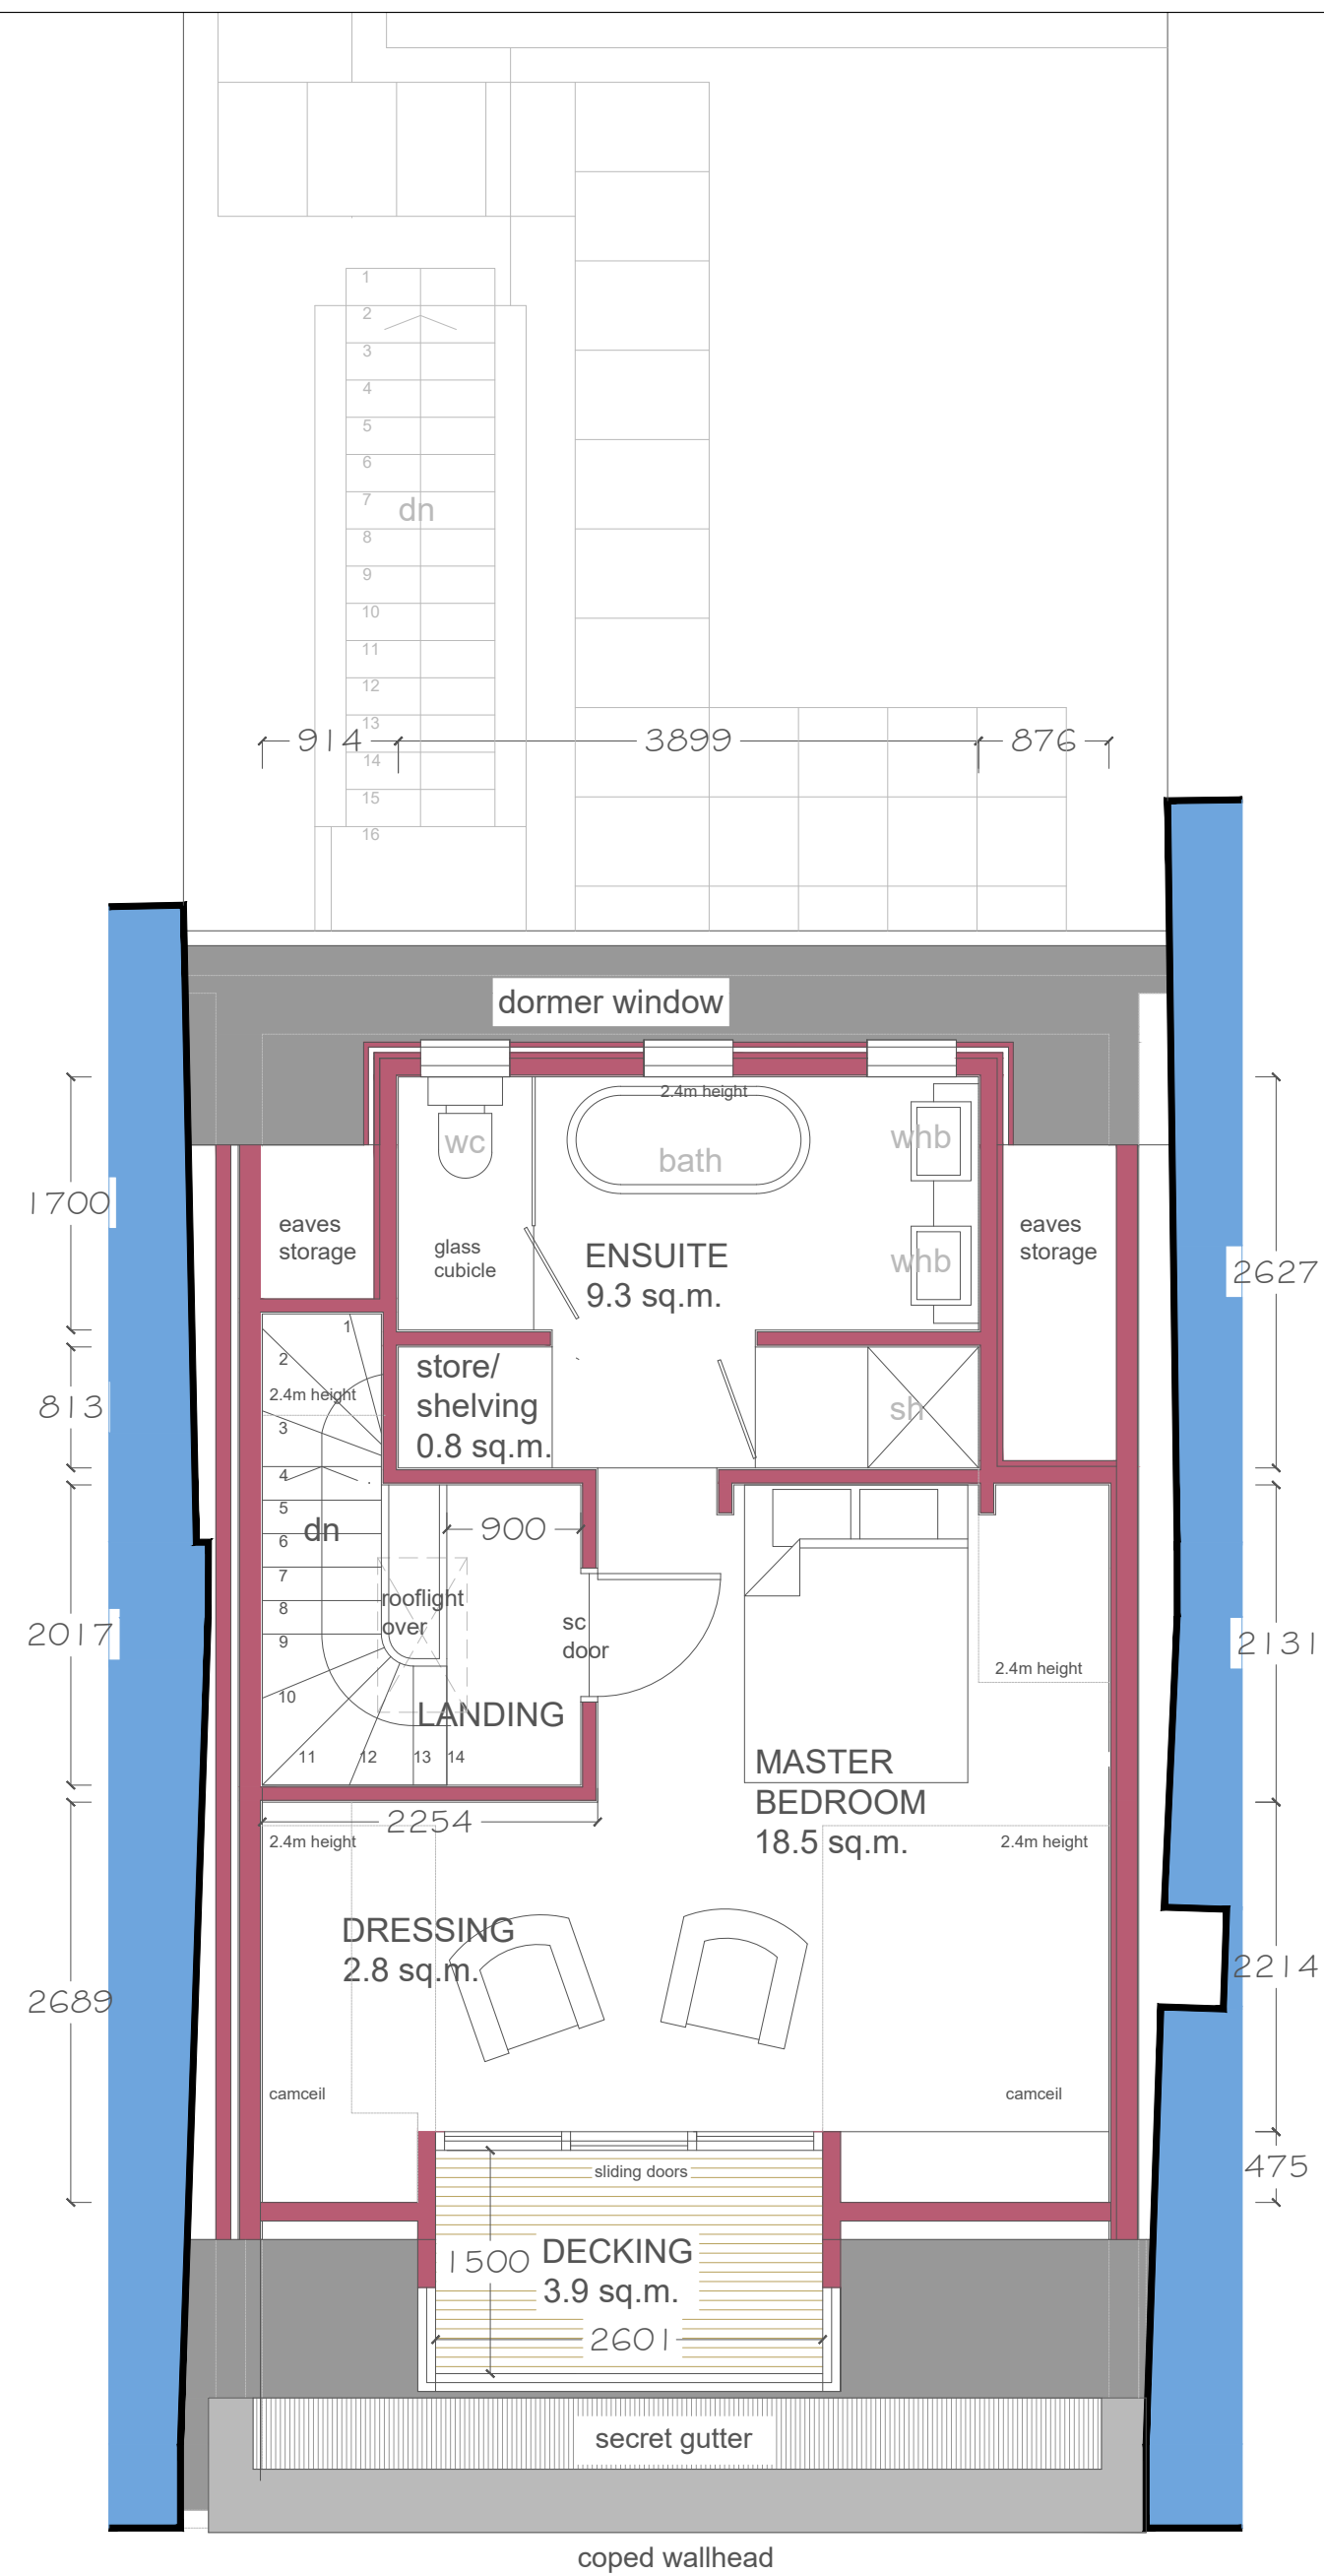 1
2
3
4
5
6
7
dn
8
9
10
11
12
13
914
3899
876
14
15
16
dormer window
2.4m height
wc
bath
whb
1700
eaves
storage
glass
cubicle
ENSUITE
9.3 sq.m.
whb
eaves
storage
2627
1
2
2.4m height
3
4
5
6
7
8
9
10
11
12
13
14
dn
store/
shelving
0.8 sq.m.
sh
813
900
rooflight
over
sc
door
LANDING
2017
2131
2.4m height
MASTER
BEDROOM
18.5 sq.m.
2254
2.4m height
2.4m height
DRESSING
2.8 sq.m.
2689
2214
camceil
camceil
475
sliding doors
DECKING
3.9 sq.m.
1500
2601
secret gutter
coped wallhead